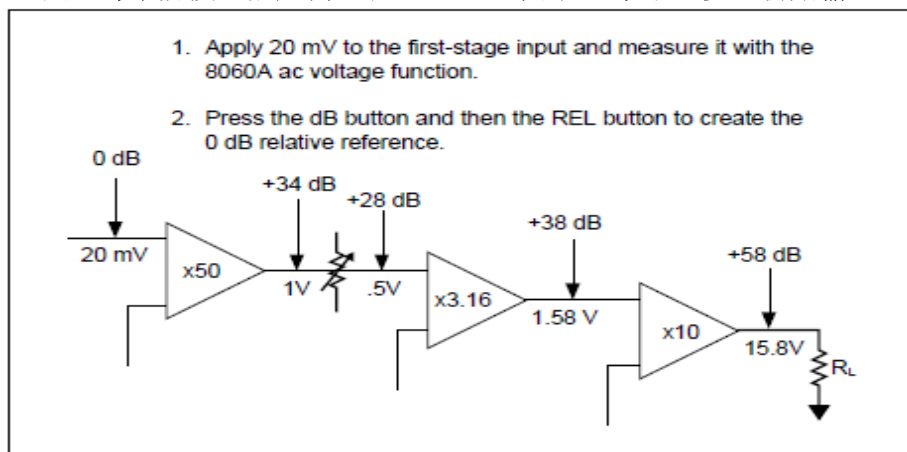 1. Apply 20 mV to the first-stage input and measure it with the
8060A ac voltage function.
2. Press the dB button and then the REL button to create the
0 dB relative reference.
0 dB
+34 dB
+28 dB
+38 dB
+58 dB
20 mV
x50
1V
.5V
x3.16
1.58 V
x10
15.8V
RL